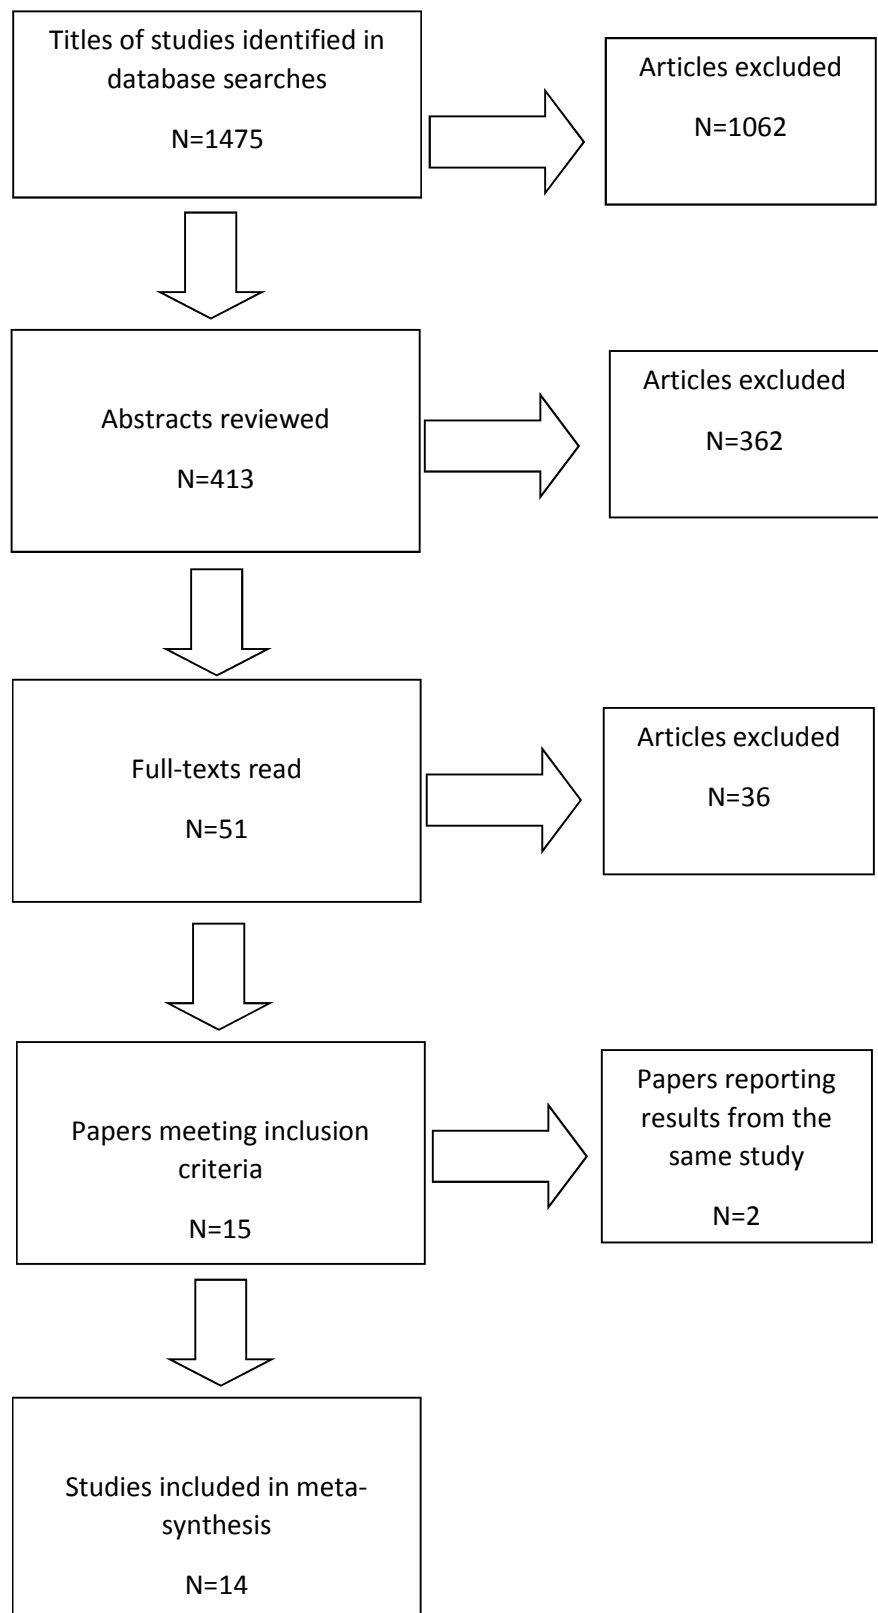 Titles of studies identified in
database searches
N=1475
Articles excluded
N=1062
Abstracts reviewed
N=413
Articles excluded
N=362
Full-texts read
N=51
Articles excluded
N=36
Papers meeting inclusion
criteria
N=15
Papers reporting
results from the
same study
N=2
Studies included in meta-
synthesis
N=14